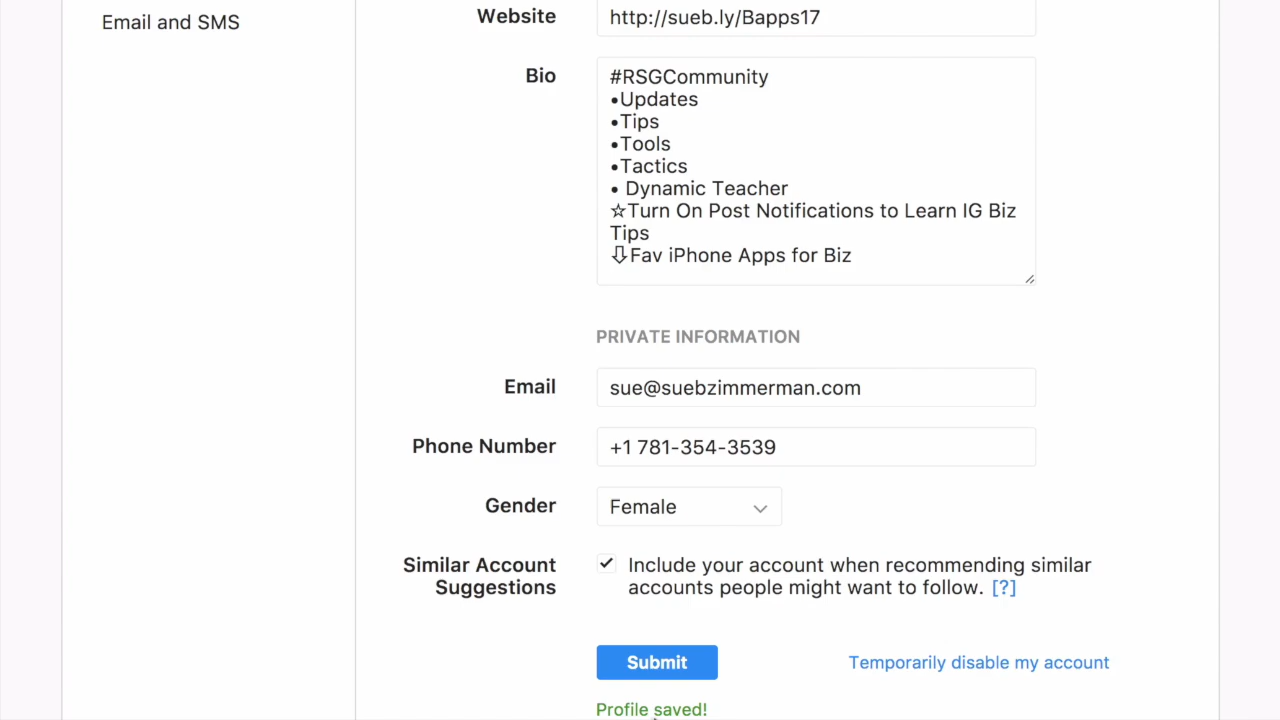 Email and SMS
Website
http://sueb.ly/Bapps17
Bio
#RSGCommunity
•Updates
•Tips
•Tools
•Tactics
• Dynamic Teacher
☆Turn On Post Notifications to Learn IG Biz
Tips
⇩Fav iPhone Apps for Biz
PRIVATE INFORMATION
Email
sue@suebzimmerman.com
Phone Number
+1 781-354-3539
Gender
Female
Similar Account
Suggestions
Include your account when recommending similar
accounts people might want to follow. [?]
Submit
Temporarily disable my account
Profile saved!